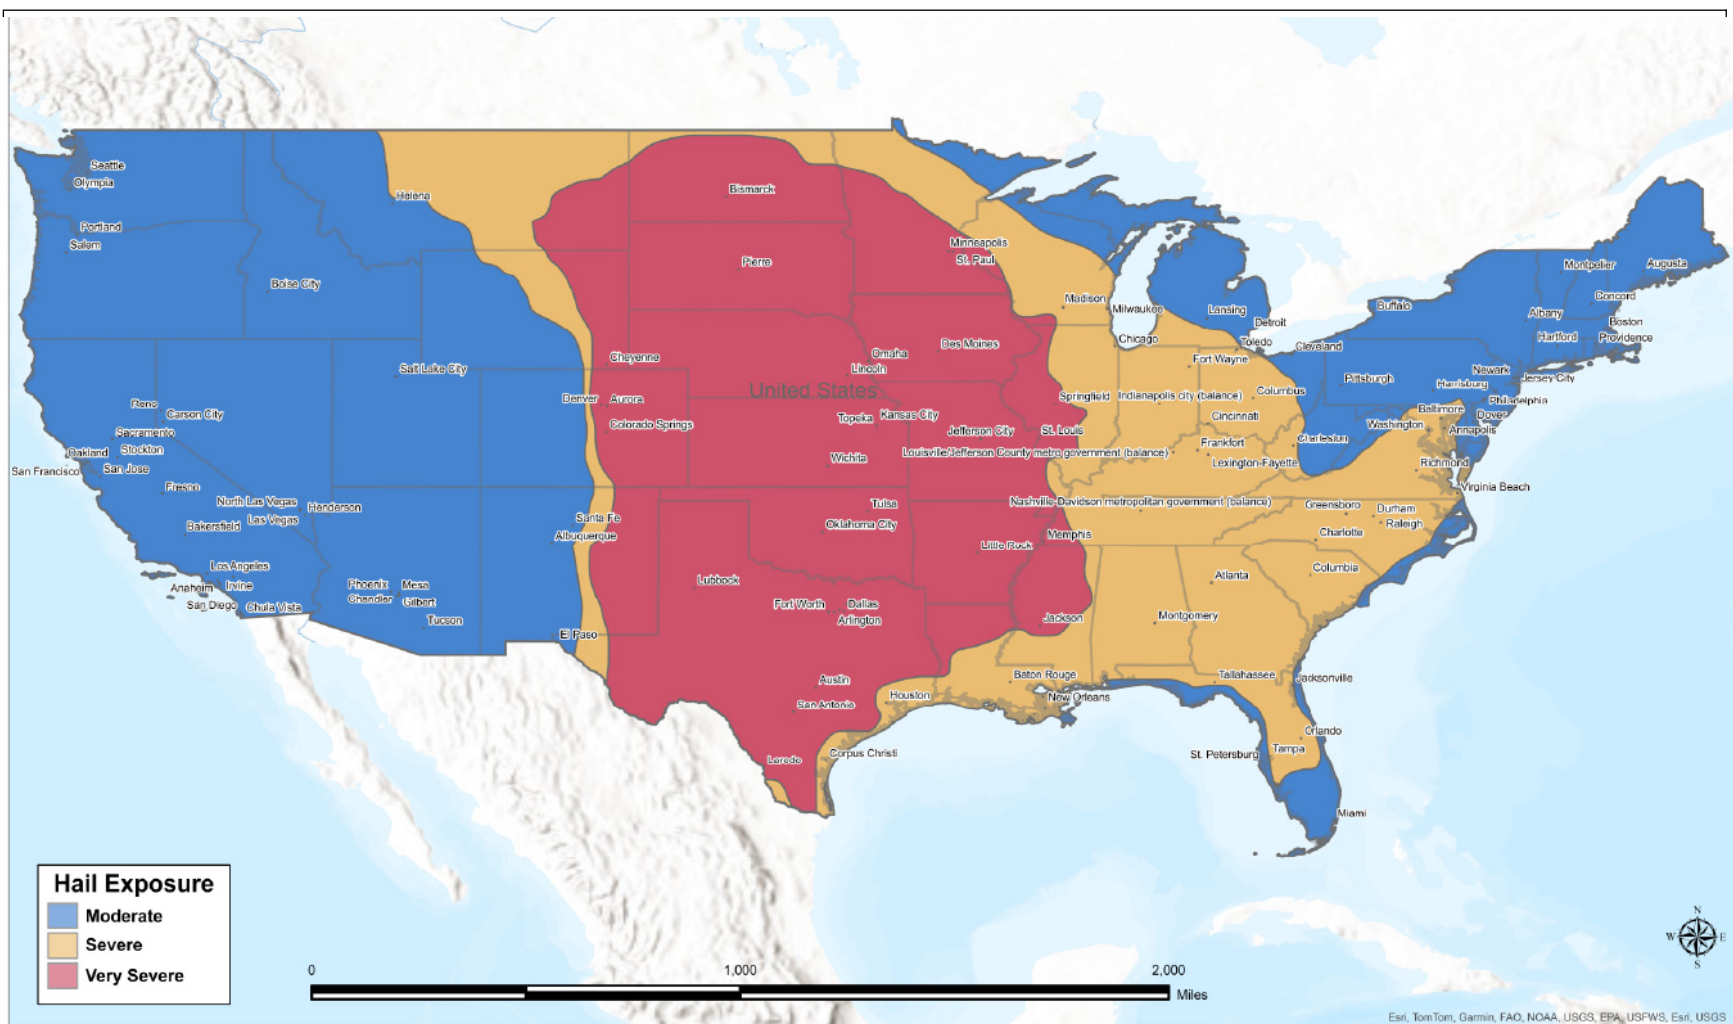 Seattle
Olympia
Portland
Salem
Helena
Bismarck
Boise City
Pierre
Minneapolis
St. Paul
Madison
Milwaukee
Lansing
Detroit
Buffalo
Montpelier
Augusta
Concord
Albany
Boston
Hartford
Providence
Chicago
Toledo
Cleveland
Fort Wayne
Salt Lake City
Cheyenne
Omaha
Des Moines
Lincoln
United States
Pittsburgh
Newark
Harrisburg
Jersey City
Philadelphia
Reno
Carson City
Denver
Aurora
Colorado Springs
Topeka
Kansas City
Springfield
Indianapolis city (balance)
Columbus
Cincinnati
Baltimore
Dover
Washington
Annapolis
Sacramento
Oakland
Stockton
San Francisco
San Jose
Fresno
Jefferson City
St. Louis
Louisville/Jefferson County metro government (balance)
Frankfort
Charleston
Lexington-Fayette
Wichita
Richmond
Virginia Beach
North Las Vegas
Henderson
Las Vegas
Bakersfield
Santa Fe
Albuquerque
Tulsa
Oklahoma City
Nashville-Davidson metropolitan government (balance)
Greensboro
Durham
Raleigh
Charlotte
Memphis
Little Rock
Los Angeles
Anaheim
Irvine
San Diego
Chula Vista
Phoenix
Mesa
Chandler
Gilbert
Tucson
Lubbock
Fort Worth
Dallas
Arlington
Atlanta
Columbia
Montgomery
Jackson
El Paso
Austin
San Antonio
Houston
Baton Rouge
New Orleans
Tallahassee
Jacksonville
Corpus Christi
Laredo
Orlando
Tampa
St. Petersburg
Miami
Hail Exposure
Moderate
Severe
Very Severe
0 1,000 2,000
Miles
N
W E
S
Esri, TomTom, Garmin, FAO, NOAA, USGS, EPA, USFWS, Esri, USGS